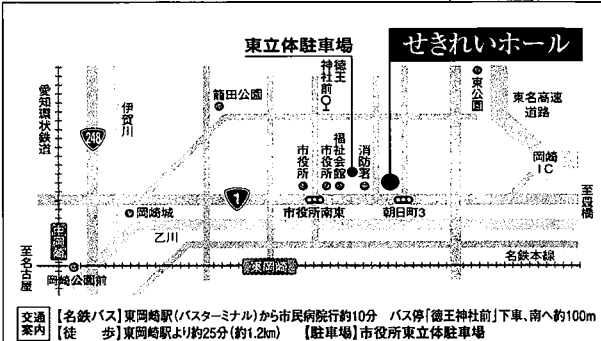 せきれいホール
東立体駐車場
徳王神社前
東公園
愛知環状鉄道
伊賀川
籠田公園
東名高速道路
248
市役所
市役所
福祉会館
消防署
岡崎IC
1
至豊橋
岡崎城
市役所南東
朝日町3
乙川
中岡崎
至名古屋
岡崎公園前
東岡崎
名鉄本線
交通案内
【名鉄バス】東岡崎駅(バスターミナル)から市民病院行約10分 バス停「徳王神社前」下車、南へ約100m
【徒 歩】東岡崎駅より約25分(約1.2km) 【駐車場】市役所東立体駐車場